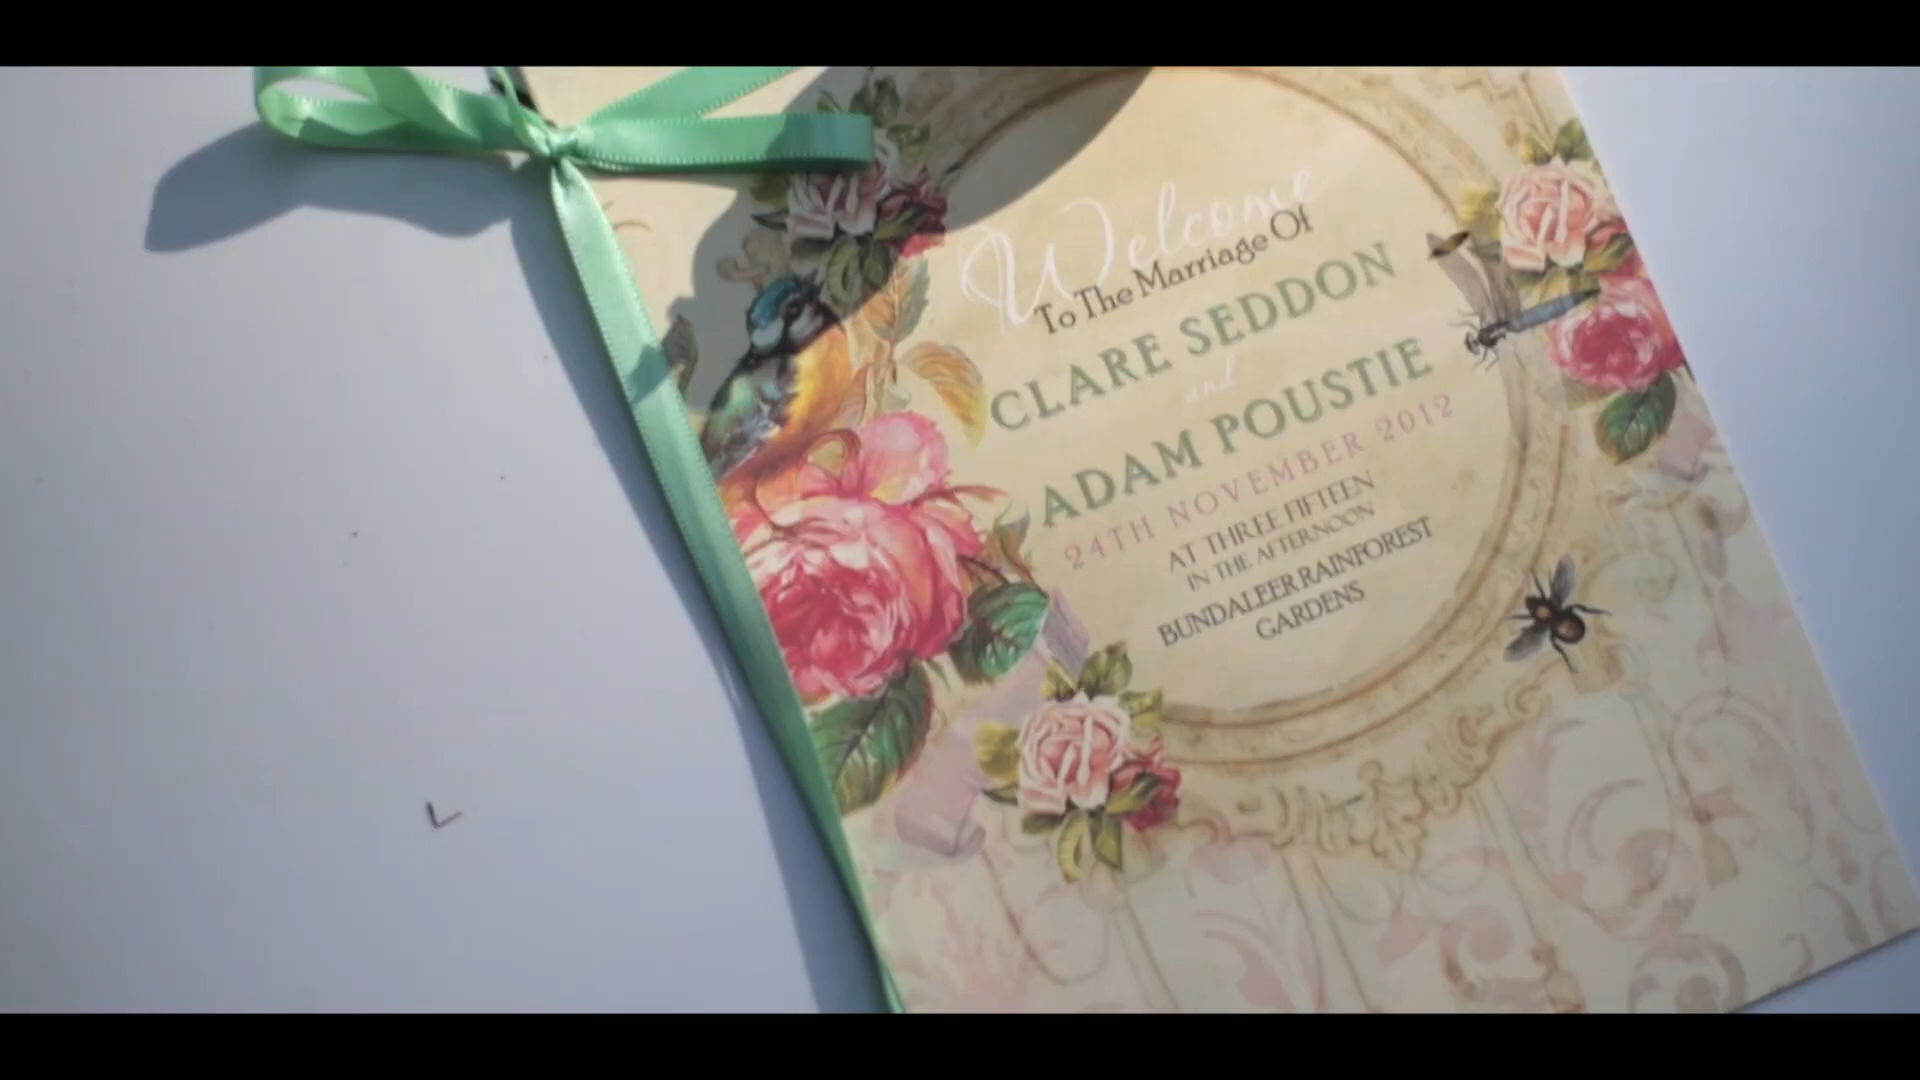 Welcome
To The Marriage Of
CLARE SEDDON
and
ADAM POUSTIE
24TH NOVEMBER 2012
AT THREE FIFTEEN
IN THE AFTERNOON
BUNDALEER RAINFOREST
GARDENS